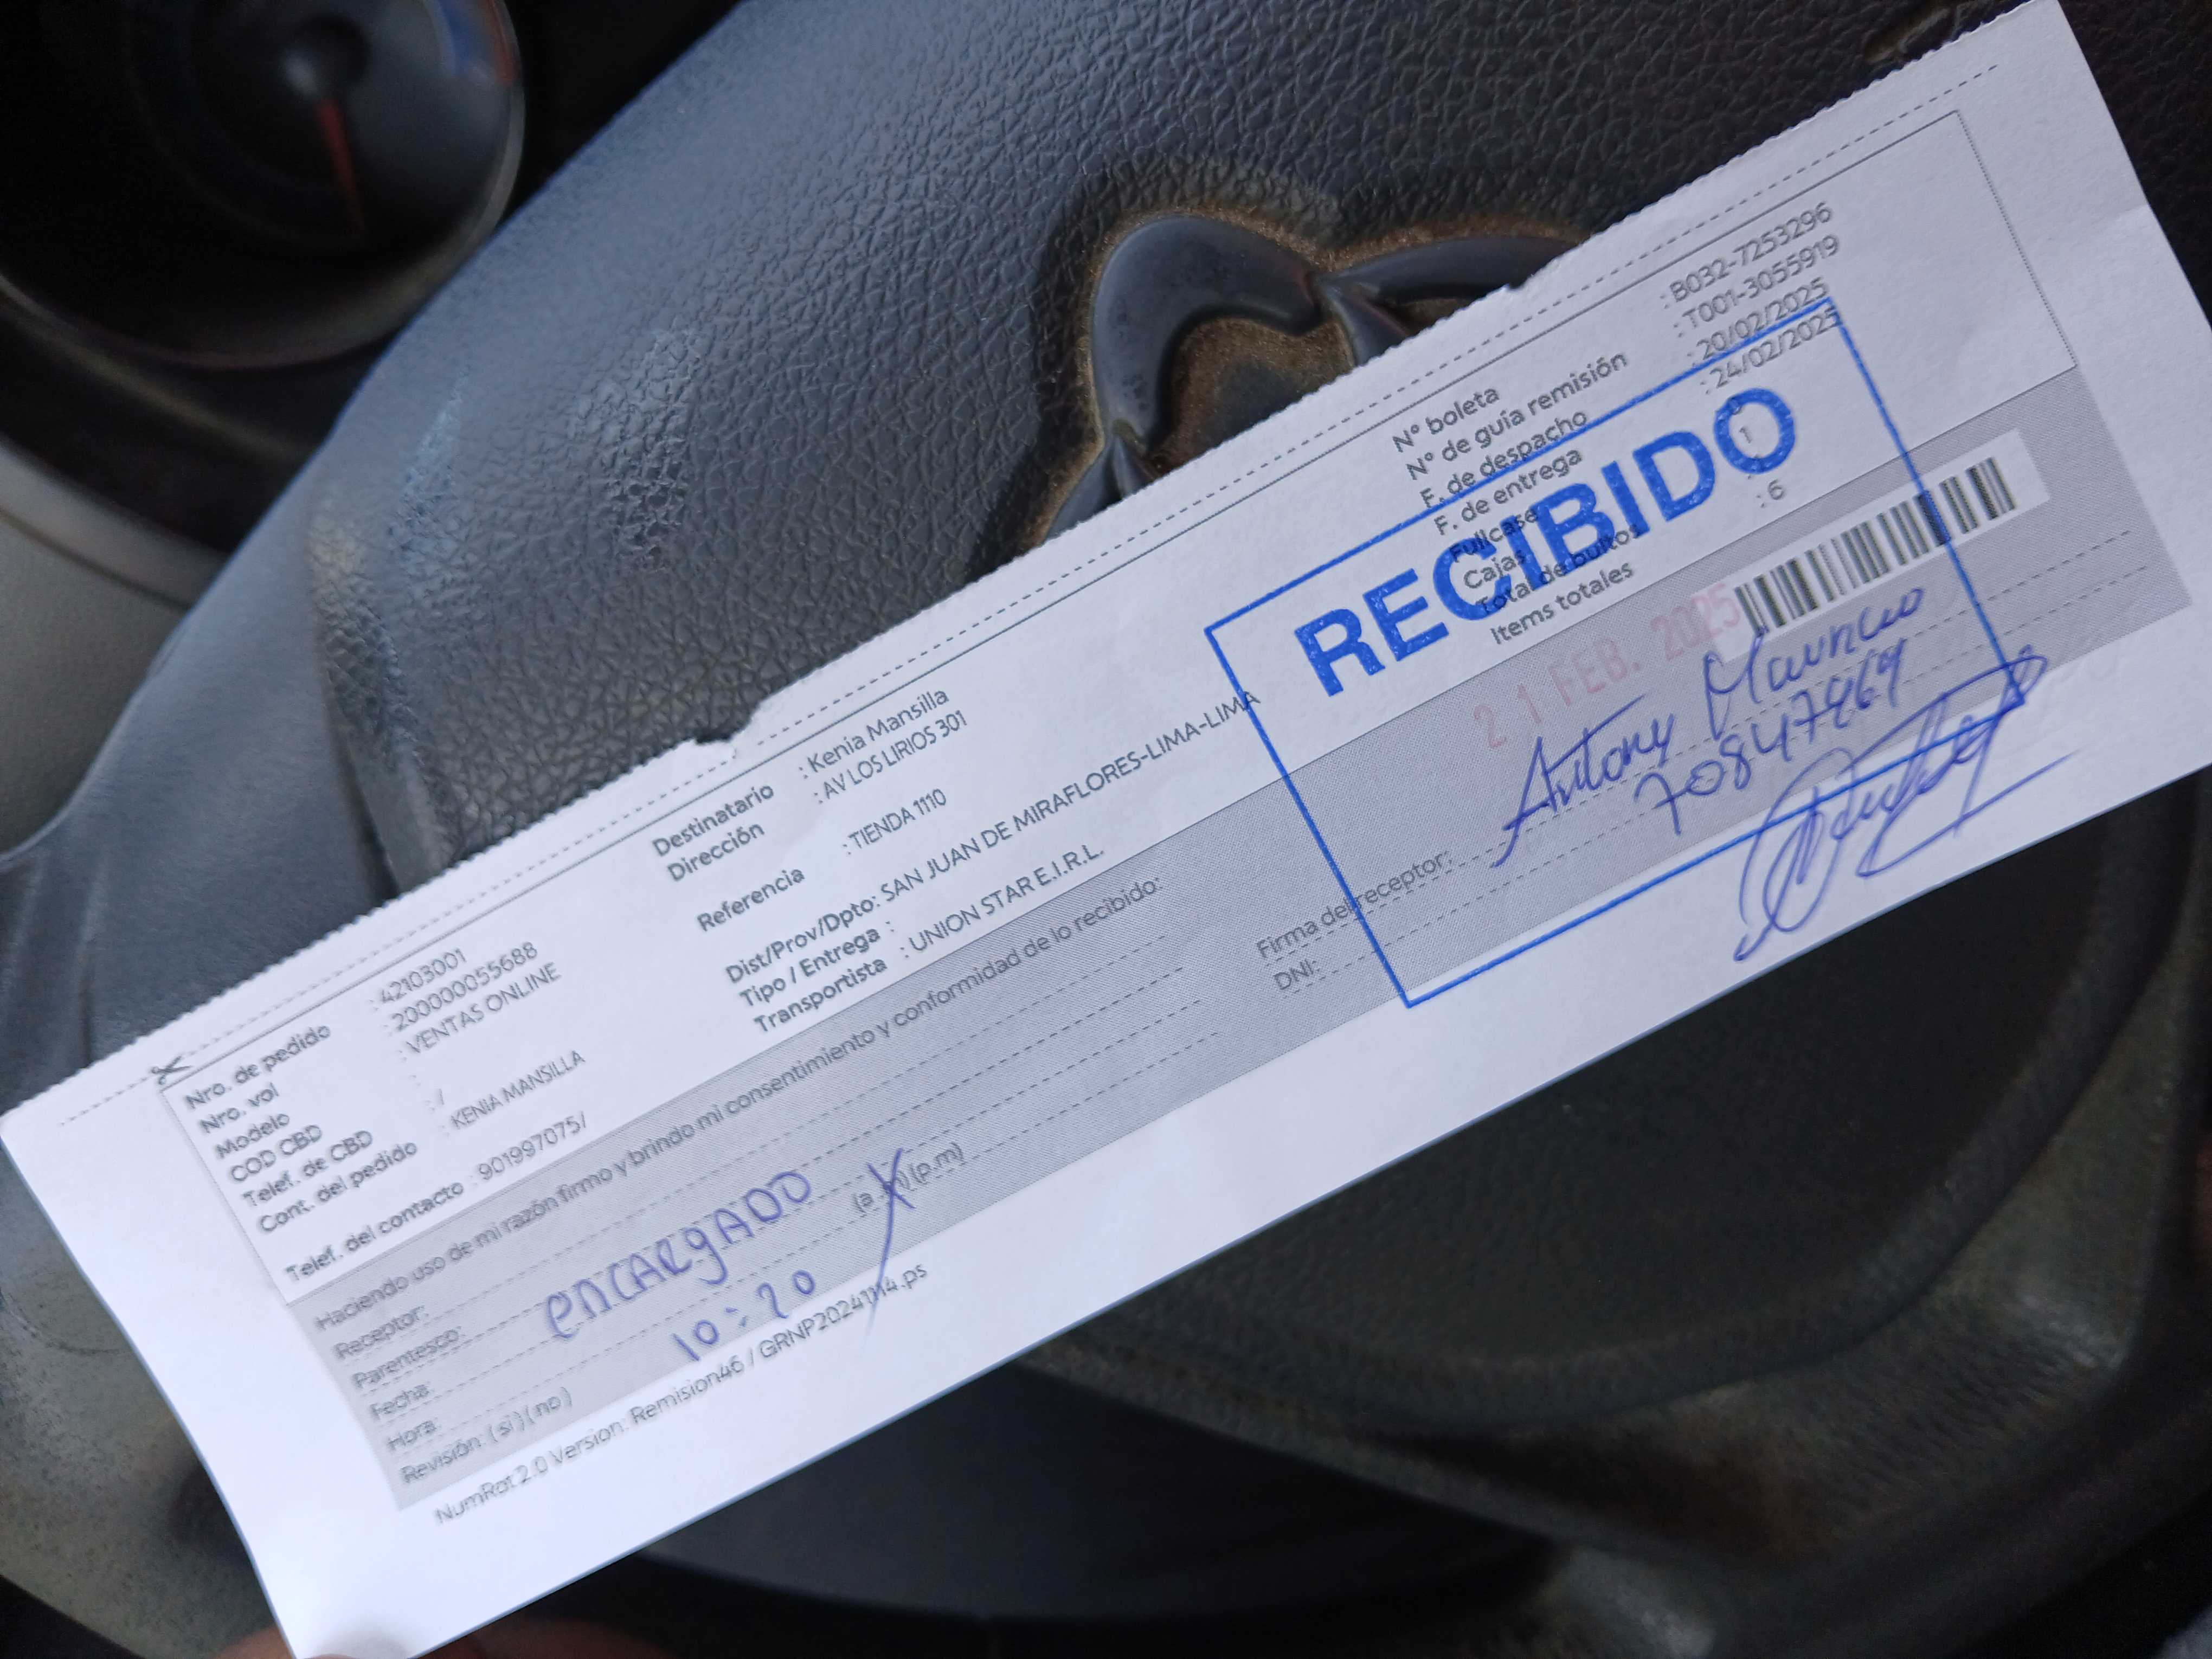 Nro. de pedido : 42103001
Nro. val : 200000055688
Modelo : VENTAS ONLINE
COD CBD :
Telef. de CBD : /
Cont. del pedido : KENIA MANSILLA
Telef. del contacto : 901997075/
Destinatario : Kenia Mansilla
Dirección : AV LOS LIRIOS 301
Referencia : TIENDA 1110
Dist/Prov/Dpto: SAN JUAN DE MIRAFLORES-LIMA-LIMA
Tipo / Entrega :
Transportista : UNION STAR E.I.R.L.
N° boleta : B032-7253296
N° de guía remisión : T001-3055919
F. de despacho : 20/02/2025
F. de entrega : 24/02/2025
Fullcase
Cajas 1
Total de bultos
Items totales : 6
RECIBIDO
21 FEB. 2025
Haciendo uso de mi razón firmo y brindo mi consentimiento y conformidad de lo recibido:
Receptor:
Parentesco: encargado
Fecha:
Hora: 10:20 (a.m) (p.m)
Revisión: (si) (no)
Firma del receptor: Antony Mauricio
DNI: 70847464
NumRot 2.0 Version: Remision46 / GRNP20241114.ps